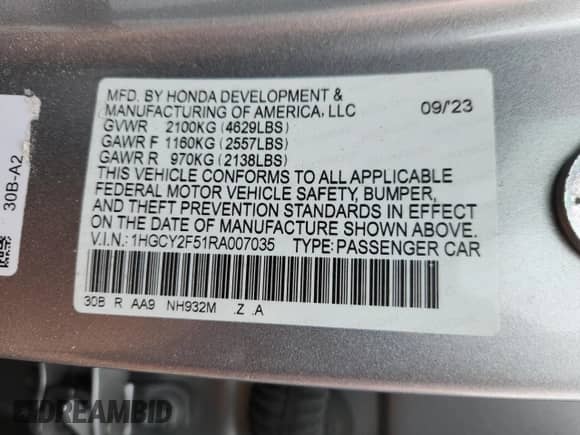 MFD. BY HONDA DEVELOPMENT &
MANUFACTURING OF AMERICA, LLC 09/23
GVWR 2100KG (4629LBS)
GAWR F 1160KG (2557LBS)
GAWR R 970KG (2138LBS)
THIS VEHICLE CONFORMS TO ALL APPLICABLE
FEDERAL MOTOR VEHICLE SAFETY, BUMPER,
AND THEFT PREVENTION STANDARDS IN EFFECT
ON THE DATE OF MANUFACTURE SHOWN ABOVE.
V.I.N.: 1HGCY2F51RA007035 TYPE: PASSENGER CAR
30B R AA9 NH932M .Z .A
30B-A2
DREAMBID